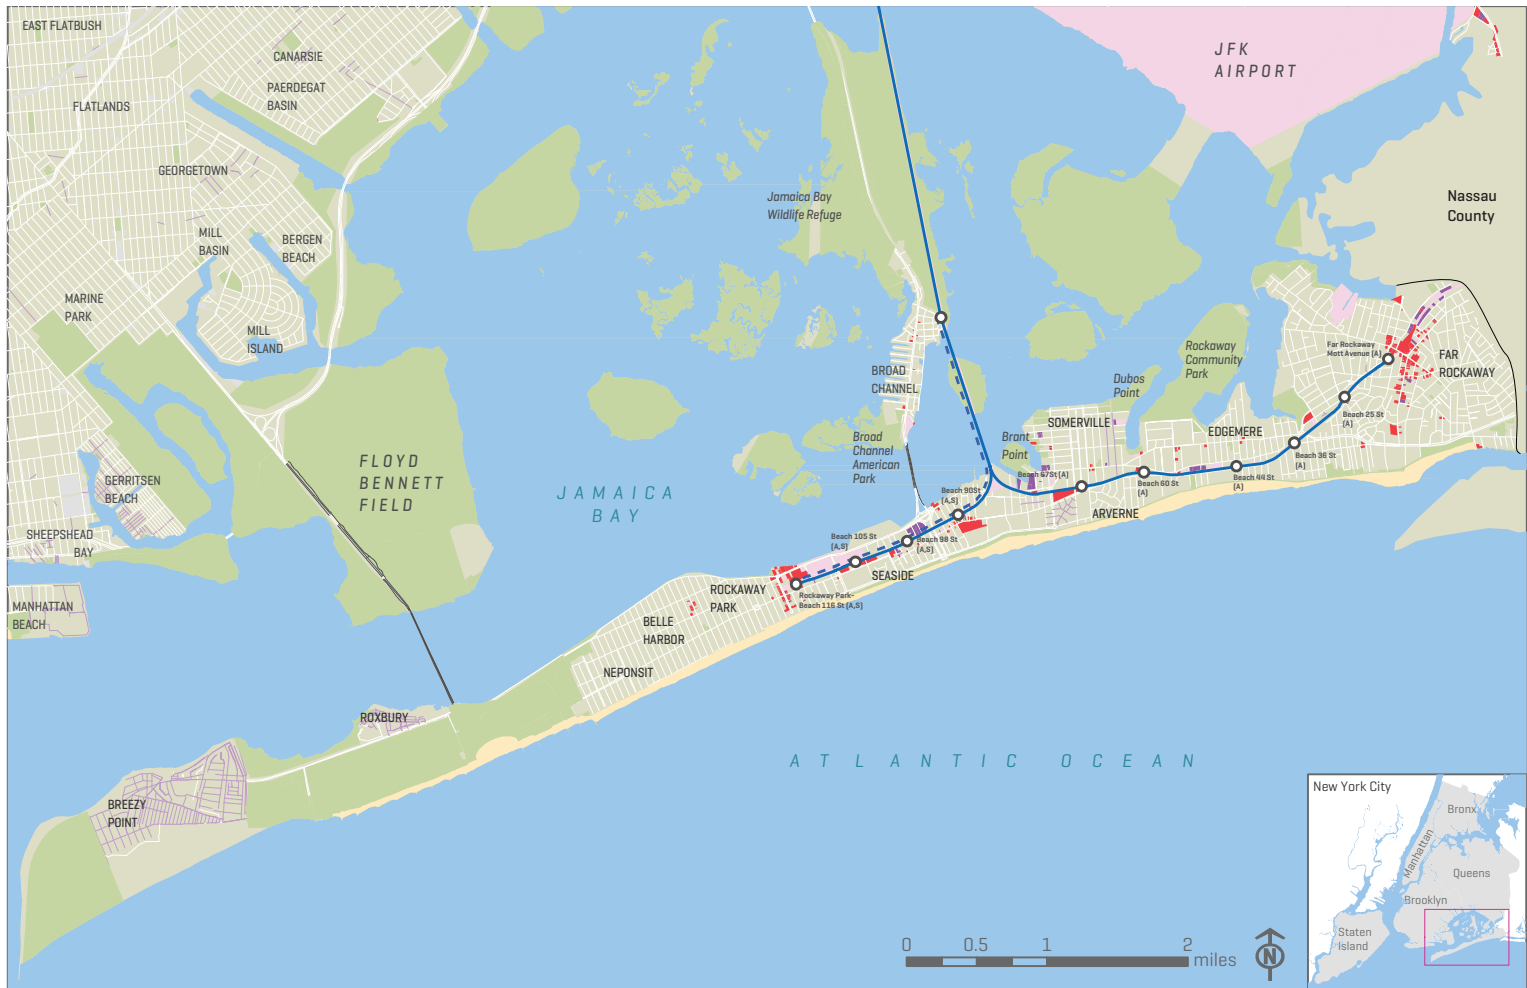 EAST FLATBUSH
CANARSIE
PAERDEGAT
BASIN
FLATLANDS
GEORGETOWN
MILL
BASIN
BERGEN
BEACH
MARINE
PARK
MILL
ISLAND
GERRITSEN
BEACH
SHEEPSHEAD
BAY
MANHATTAN
BEACH
FLOYD
BENNETT
FIELD
JAMAICA
BAY
JFK
AIRPORT
Jamaica Bay
Wildlife Refuge
Nassau
County
BROAD
CHANNEL
Broad
Channel
American
Park
Brant
Point
Dubos
Point
Rockaway
Community
Park
SOMERVILLE
EDGEMERE
ARVERNE
FAR
ROCKAWAY
Far Rockaway
Mott Avenue (A)
Beach 25 St
(A)
Beach 36 St
(A)
Beach 44 St
(A)
Beach 60 St
(A)
Beach 67St (A)
Beach 90St
(A,S)
Beach 98 St
(A,S)
Beach 105 St
(A,S)
Rockaway Park-
Beach 116 St (A,S)
SEASIDE
ROCKAWAY
PARK
BELLE
HARBOR
NEPONSIT
ROXBURY
BREEZY
POINT
ATLANTIC OCEAN
0 0.5 1 2
miles
N
New York City
Bronx
Manhattan
Queens
Brooklyn
Staten
Island